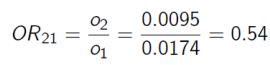 OR₂₁ = o₂/o₁ = 0.0095/0.0174 = 0.54